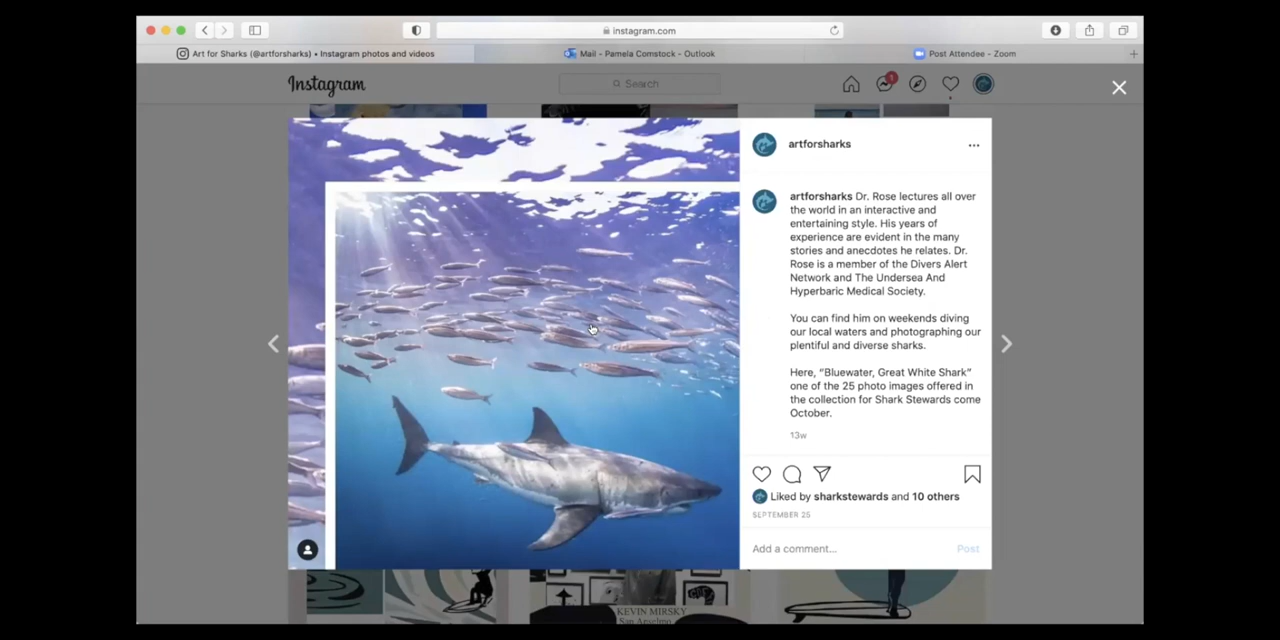 instagram.com
Art for Sharks (@artforsharks) • Instagram photos and videos
Mail - Pamela Comstock - Outlook
Post Attendee - Zoom
Instagram
Search
1
artforsharks
artforsharks Dr. Rose lectures all over
the world in an interactive and
entertaining style. His years of
experience are evident in the many
stories and anecdotes he relates. Dr.
Rose is a member of the Divers Alert
Network and The Undersea And
Hyperbaric Medical Society.
You can find him on weekends diving
our local waters and photographing our
plentiful and diverse sharks.
Here, “Bluewater, Great White Shark”
one of the 25 photo images offered in
the collection for Shark Stewards come
October.
13w
Liked by sharkstewards and 10 others
SEPTEMBER 25
Add a comment...
Post
KEVIN MIRSKY
San Anselmo